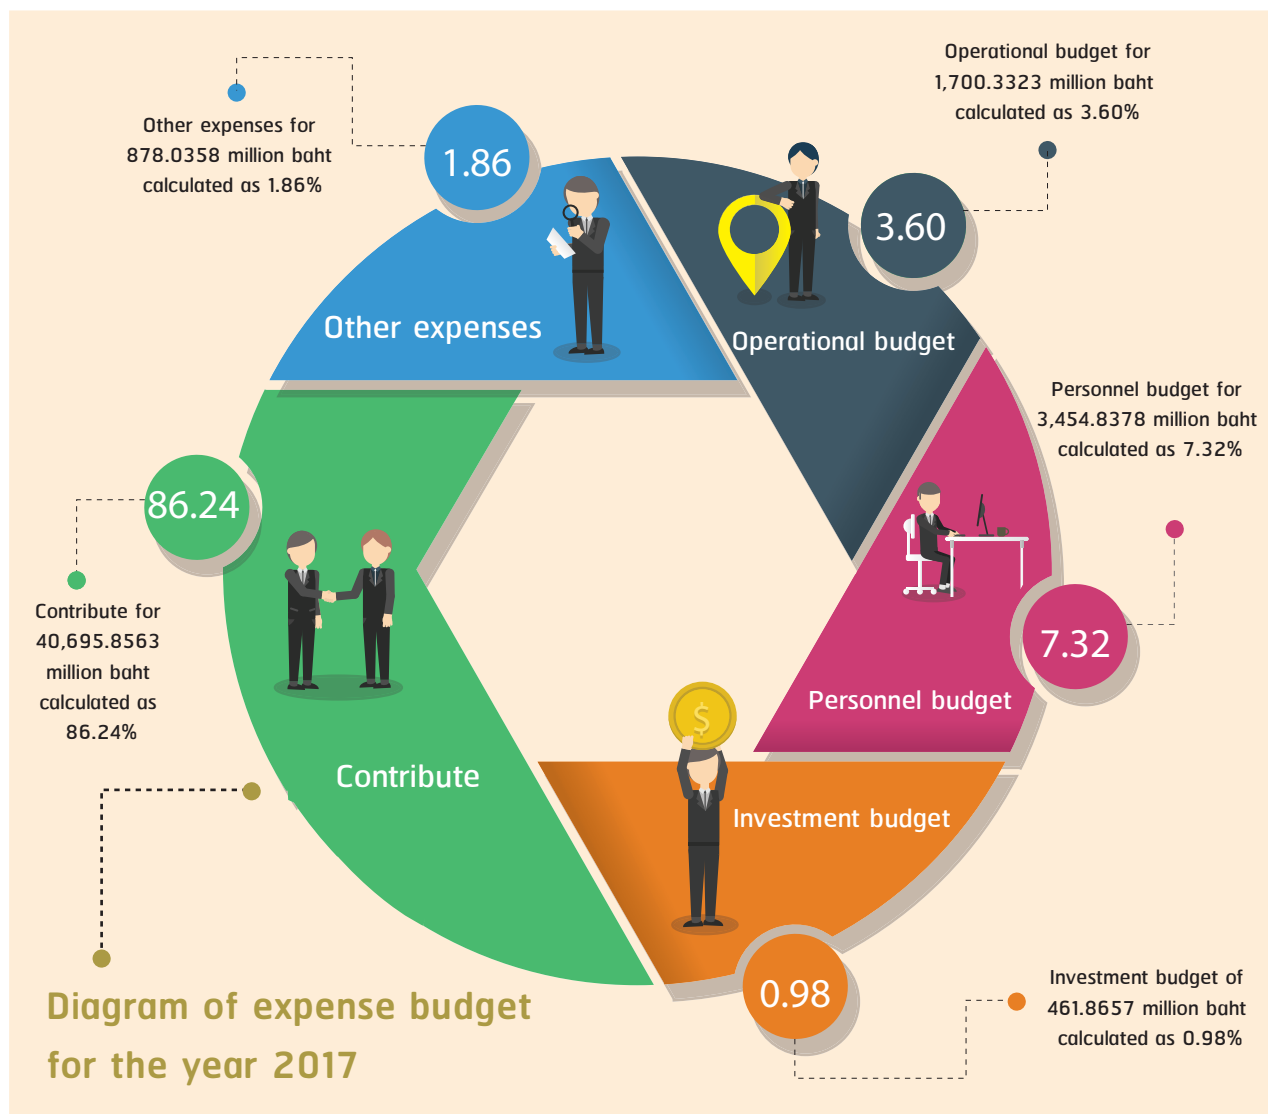 Other expenses for
878.0358 million baht
calculated as 1.86%
1.86
Other expenses
Operational budget for
1,700.3323 million baht
calculated as 3.60%
3.60
Operational budget
Personnel budget for
3,454.8378 million baht
calculated as 7.32%
7.32
Personnel budget
86.24
Contribute for
40,695.8563
million baht
calculated as
86.24%
Contribute
$
Investment budget
0.98
Investment budget of
461.8657 million baht
calculated as 0.98%
Diagram of expense budget
for the year 2017